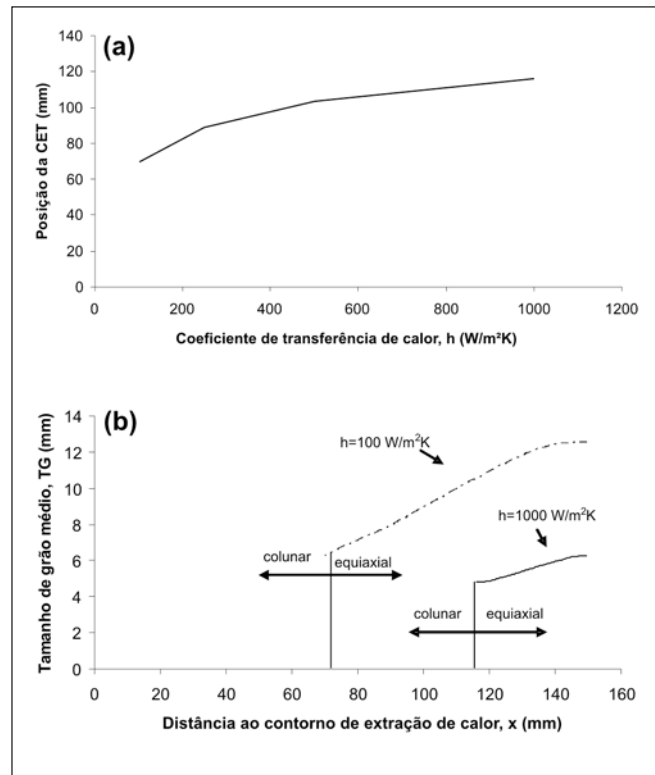 (a)
Posição da CET (mm)
140
120
100
80
60
40
20
0
0 200 400 600 800 1000 1200
Coeficiente de transferência de calor, h (W/m²K)
(b)
Tamanho de grão médio, TG (mm)
14
12
10
8
6
4
2
0
h=100 W/m²K
h=1000 W/m²K
colunar equiaxial
colunar equiaxial
0 20 40 60 80 100 120 140 160
Distância ao contorno de extração de calor, x (mm)